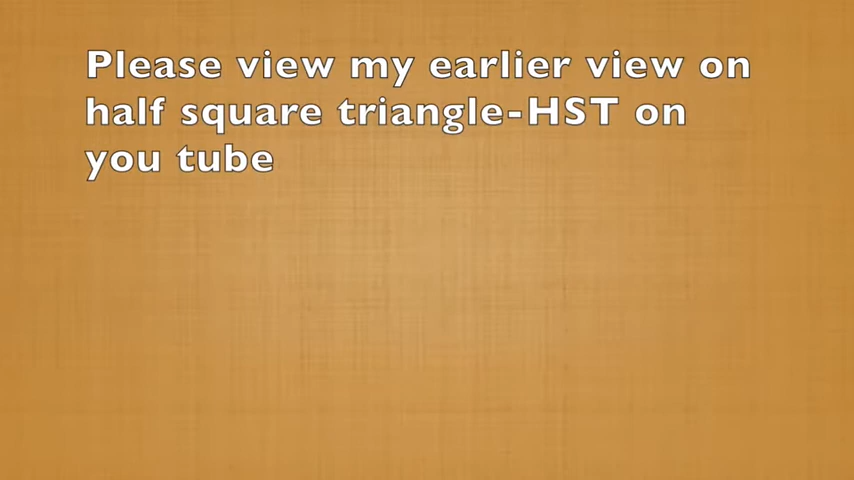 Please view my earlier view on
half square triangle-HST on
you tube